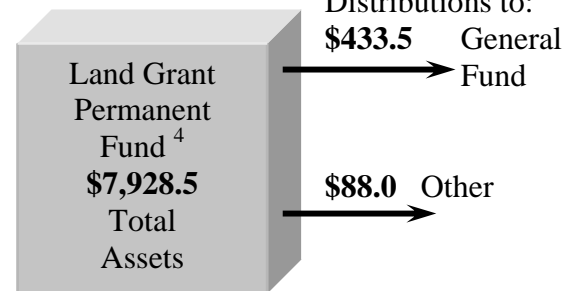 Distributions to:
$433.5 General
Fund
Land Grant
Permanent
Fund 4
$7,928.5
Total
Assets
$88.0 Other